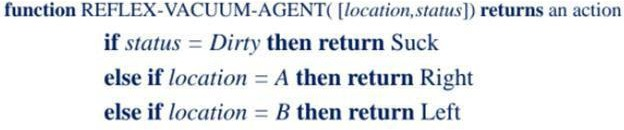 function REFLEX-VACUUM-AGENT( [location,status]) returns an action
if status = Dirty then return Suck
else if location = A then return Right
else if location = B then return Left